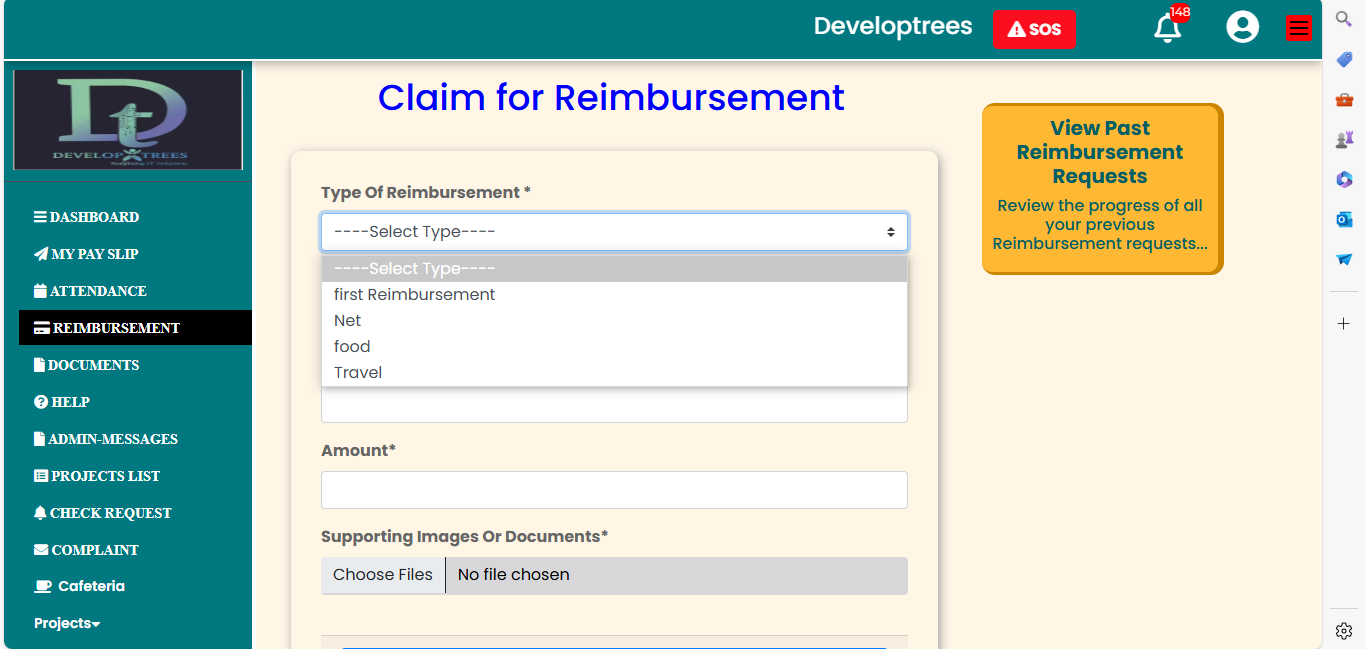 Developtrees
SOS
148
DEVELOP TREES
DASHBOARD
MY PAY SLIP
ATTENDANCE
REIMBURSEMENT
DOCUMENTS
HELP
ADMIN-MESSAGES
PROJECTS LIST
CHECK REQUEST
COMPLAINT
Cafeteria
Projects
Claim for Reimbursement
Type Of Reimbursement *
----Select Type----
----Select Type----
first Reimbursement
Net
food
Travel
Amount*
Supporting Images Or Documents*
Choose Files No file chosen
View Past
Reimbursement
Requests
Review the progress of all
your previous
Reimbursement requests...